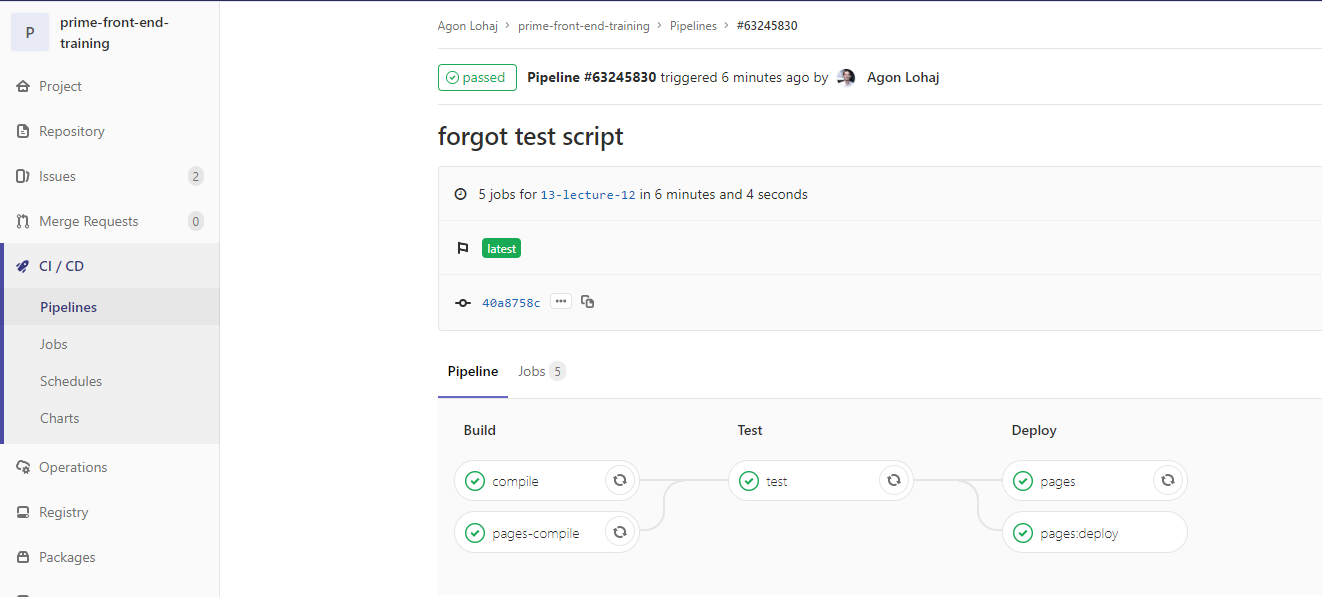 P
prime-front-end-
training
Project
Repository
Issues 2
Merge Requests 0
CI / CD
Pipelines
Jobs
Schedules
Charts
Operations
Registry
Packages
Agon Lohaj > prime-front-end-training > Pipelines > #63245830
passed Pipeline #63245830 triggered 6 minutes ago by Agon Lohaj
forgot test script
5 jobs for 13-lecture-12 in 6 minutes and 4 seconds
latest
40a8758c
Pipeline Jobs 5
Build Test Deploy
compile test pages
pages-compile pages:deploy